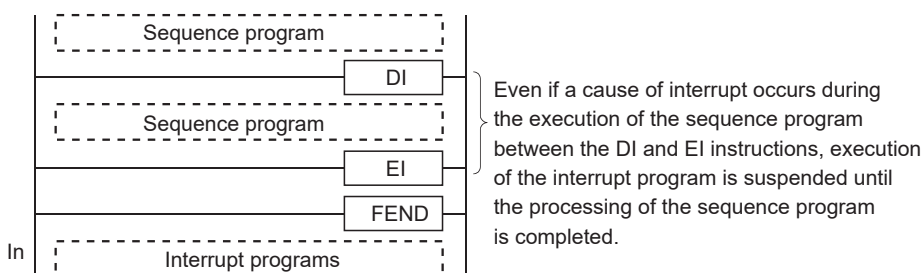 Sequence program
DI
Sequence program
EI
FEND
In
Interrupt programs
Even if a cause of interrupt occurs during
the execution of the sequence program
between the DI and EI instructions, execution
of the interrupt program is suspended until
the processing of the sequence program
is completed.